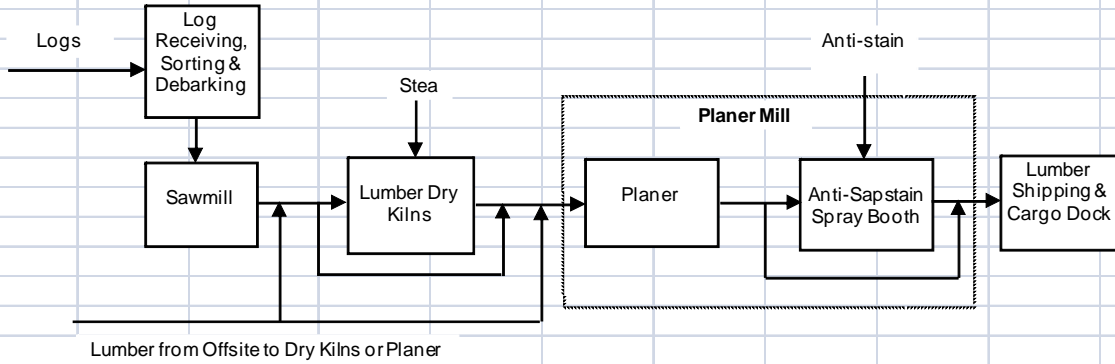 Logs
Log
Receiving,
Sorting &
Debarking
Stea
Anti-stain
Planer Mill
Sawmill
Lumber Dry
Kilns
Planer
Anti-Sapstain
Spray Booth
Lumber
Shipping &
Cargo Dock
Lumber from Offsite to Dry Kilns or Planer